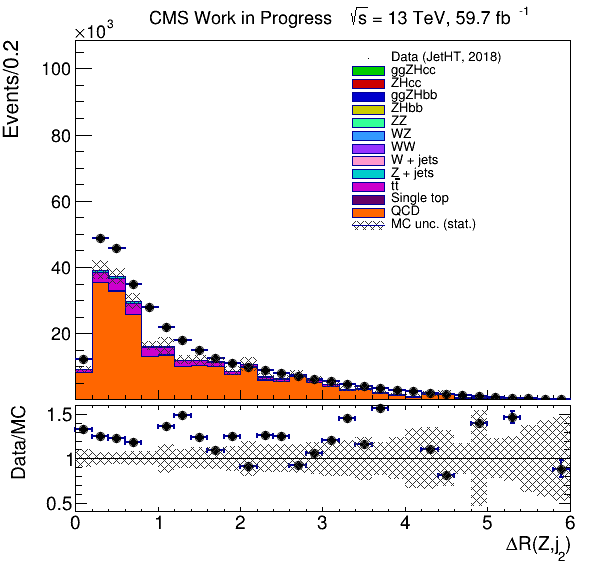 CMS Work in Progress √s = 13 TeV, 59.7 fb⁻¹
×10³
Events/0.2
100
80
60
40
20
Data (JetHT, 2018)
ggZHcc
ZHcc
ggZHbb
ZHbb
ZZ
WZ
WW
W + jets
Z + jets
tt̄
Single top
QCD
MC unc. (stat.)
Data/MC
1.5
1
0.5
0 1 2 3 4 5 6
ΔR(Z,j₂)